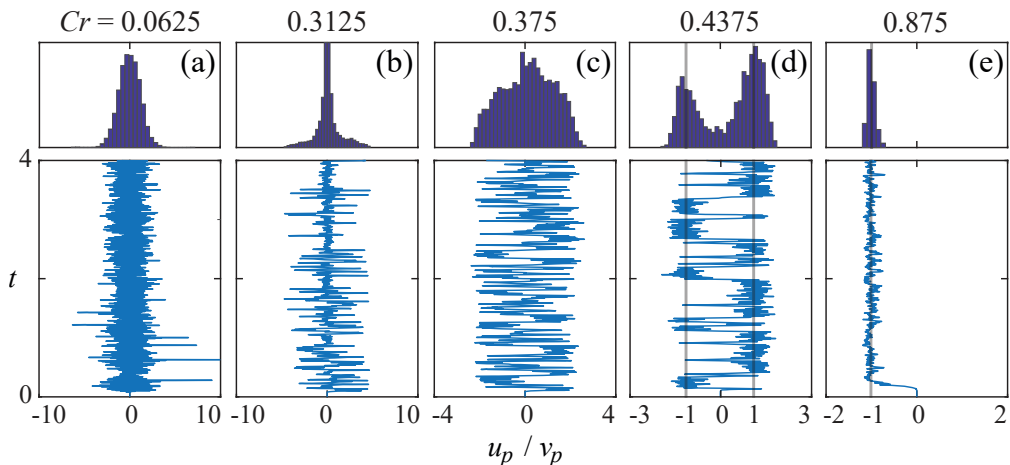 Cr = 0.0625 0.3125 0.375 0.4375 0.875
(a) (b) (c) (d) (e)
4
t
2
0
-10 0 10 -10 0 10 -4 0 4 -3 -1 0 1 3 -1 0 2
u_p / v_p